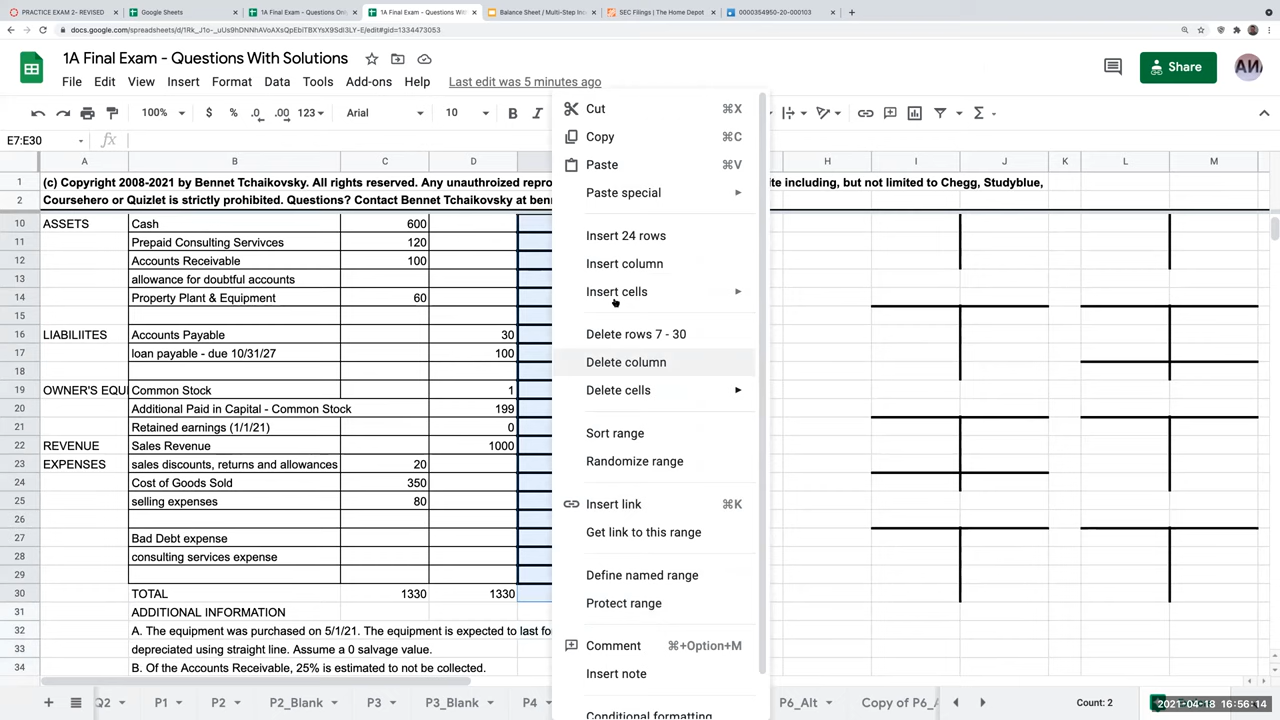 PRACTICE EXAM 2- REVISED
Google Sheets
1A Final Exam - Questions On
1A Final Exam - Questions Wit
Balance Sheet / Multi-Step Inc
SEC Filings | The Home Depot
0000354950-20-000103
1A Final Exam - Questions With Solutions
Share
File Edit View Insert Format Data Tools Add-ons Help Last edit was 5 minutes ago
100% $ % .0 .00 123 Arial 10 B I
E7:E30 fx
A B C D H I J K L M
1 (c) Copyright 2008-2021 by Bennet Tchaikovsky. All rights reserved. Any unauthroized repro te including, but not limited to Chegg, Studyblue,
2 Coursehero or Quizlet is strictly prohibited. Questions? Contact Bennet Tchaikovsky at benn
10 ASSETS Cash 600
11 Prepaid Consulting Servivces 120
12 Accounts Receivable 100
13 allowance for doubtful accounts
14 Property Plant & Equipment 60
15
16 LIABILIITES Accounts Payable 30
17 loan payable - due 10/31/27 100
18
19 OWNER'S EQU Common Stock 1
20 Additional Paid in Capital - Common Stock 199
21 Retained earnings (1/1/21) 0
22 REVENUE Sales Revenue 1000
23 EXPENSES sales discounts, returns and allowances 20
24 Cost of Goods Sold 350
25 selling expenses 80
26
27 Bad Debt expense
28 consulting services expense
29
30 TOTAL 1330 1330
31 ADDITIONAL INFORMATION
32 A. The equipment was purchased on 5/1/21. The equipment is expected to last fo
33 depreciated using straight line. Assume a 0 salvage value.
34 B. Of the Accounts Receivable, 25% is estimated to not be collected.
Cut ⌘X
Copy ⌘C
Paste ⌘V
Paste special
Insert 24 rows
Insert column
Insert cells
Delete rows 7 - 30
Delete column
Delete cells
Sort range
Randomize range
Insert link ⌘K
Get link to this range
Define named range
Protect range
Comment ⌘+Option+M
Insert note
Conditional formatting
Q2 P1 P2 P2_Blank P3 P3_Blank P4 P6_Alt Copy of P6_A Count: 2
2021-04-18 16:56:14